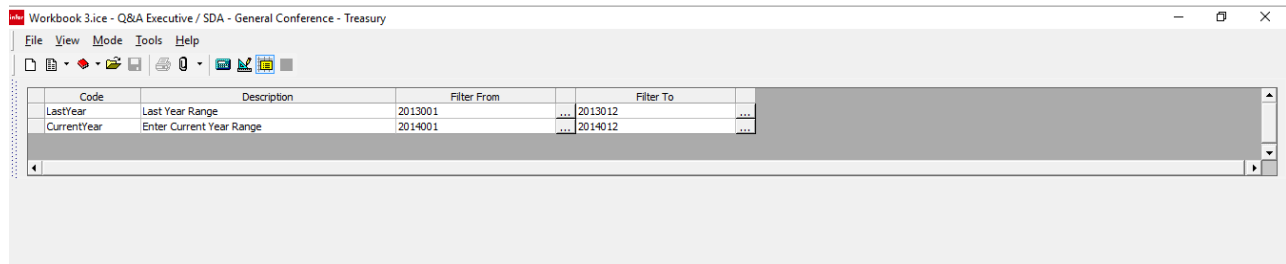 infor Workbook 3.ice - Q&A Executive / SDA - General Conference - Treasury
File View Mode Tools Help
Code Description Filter From Filter To
LastYear Last Year Range 2013001 ... 2013012 ...
CurrentYear Enter Current Year Range 2014001 ... 2014012 ...